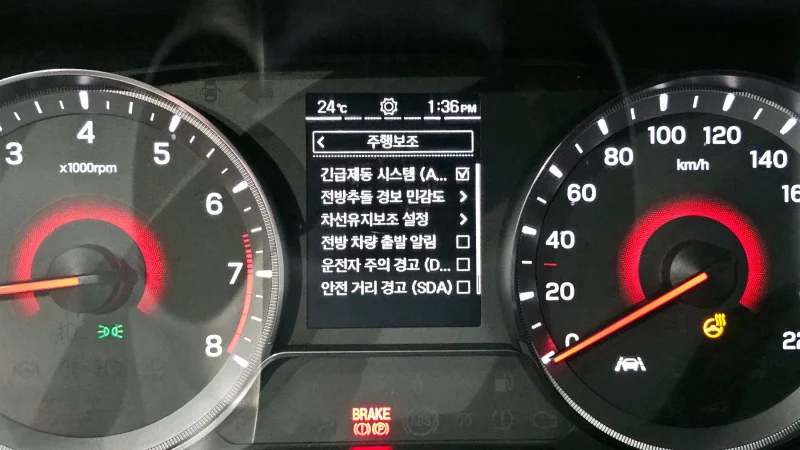 24℃ 1:36 PM
주행보조
긴급제동 시스템 (A...
전방추돌 경보 민감도
차선유지보조 설정
전방 차량 출발 알림
운전자 주의 경고 (D...
안전 거리 경고 (SDA)
3 4 5 6 7 8
x1000rpm
0 20 40 60 80 100 120 140
km/h
BRAKE
(!) (P)